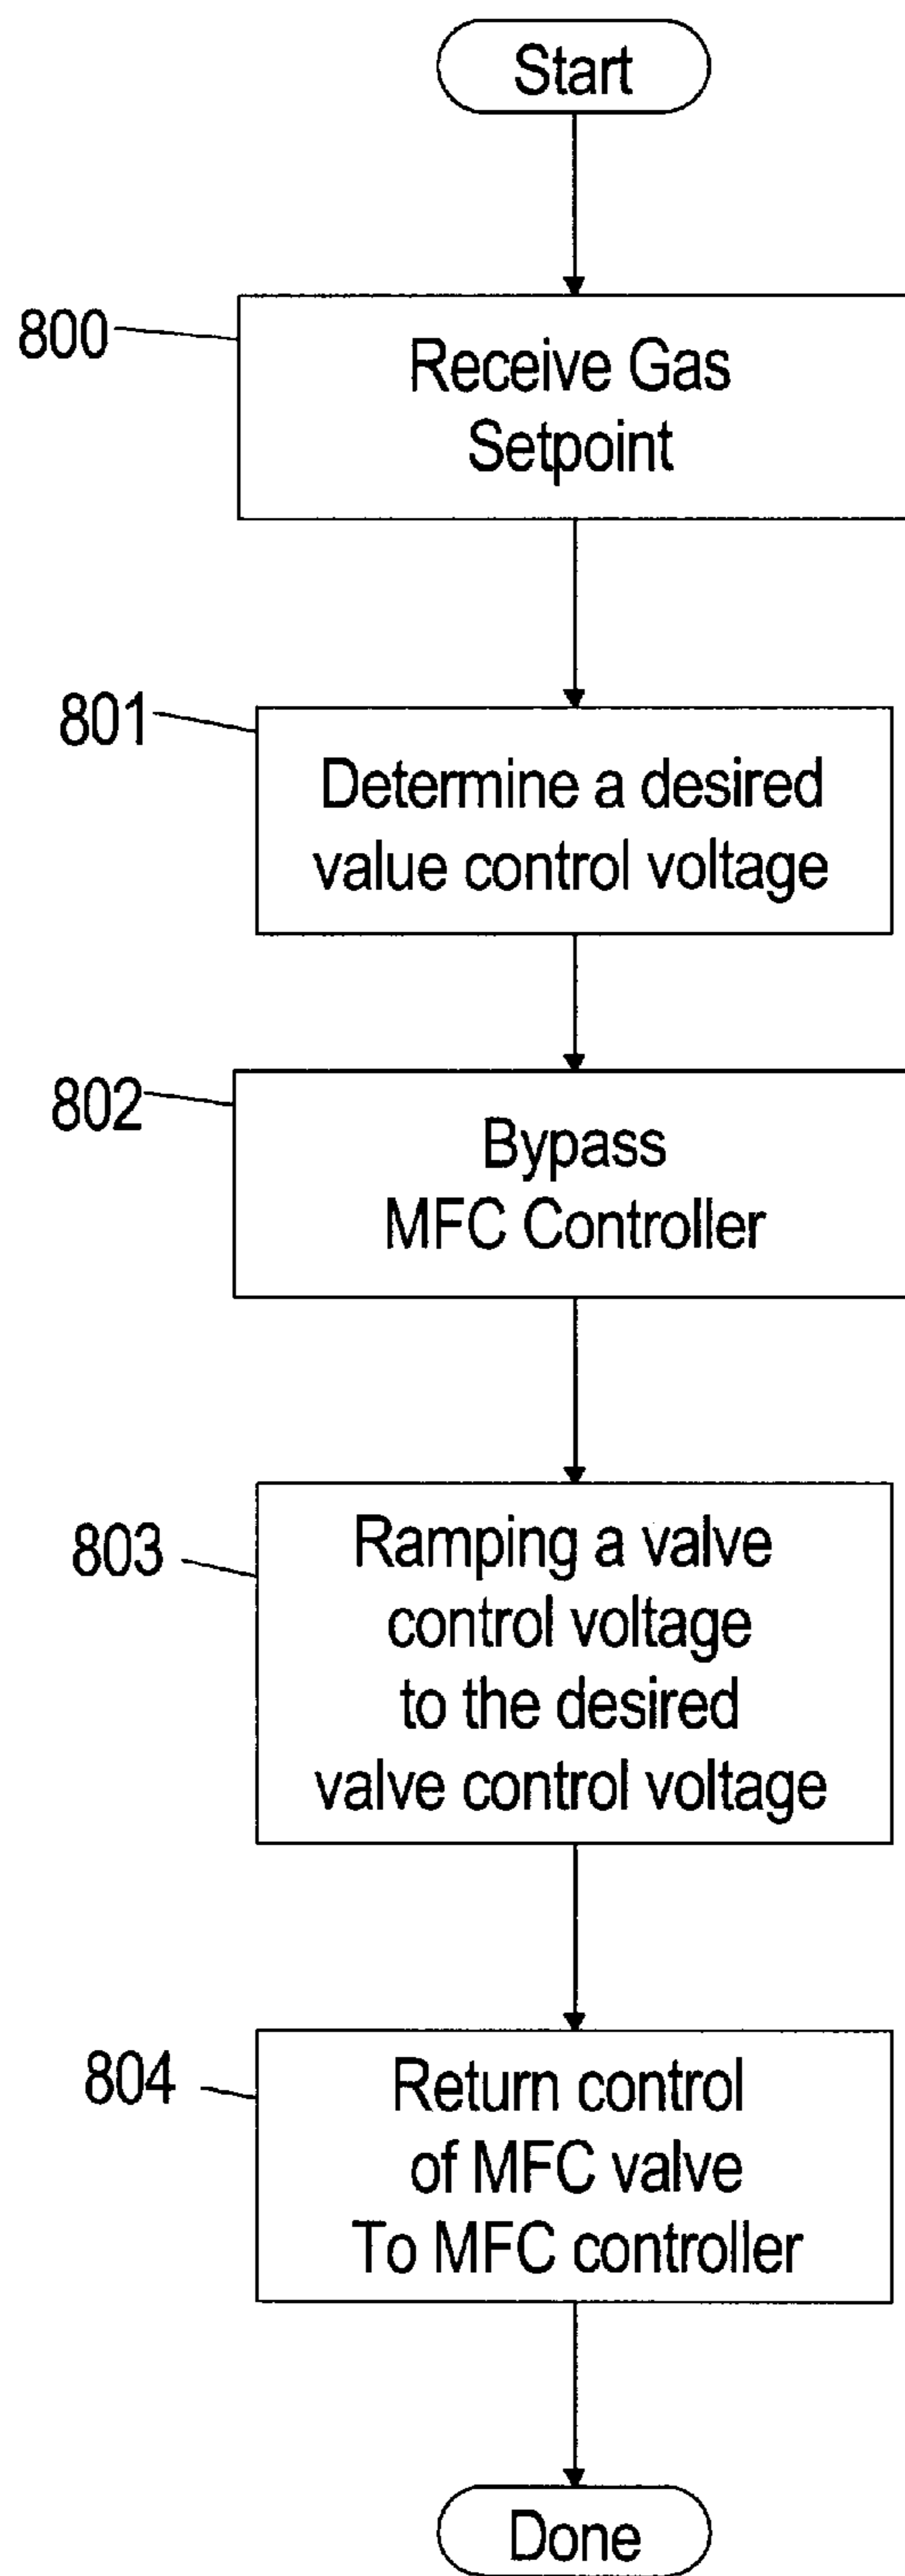 Start
800
Receive Gas
Setpoint
801
Determine a desired
value control voltage
802
Bypass
MFC Controller
803
Ramping a valve
control voltage
to the desired
valve control voltage
804
Return control
of MFC valve
To MFC controller
Done